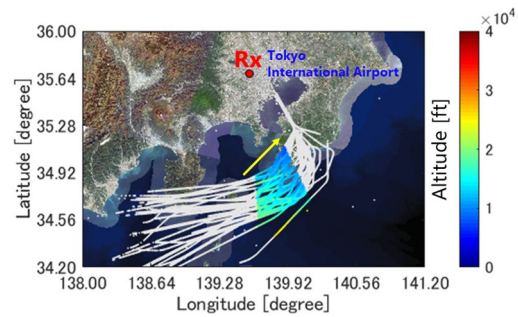 ×10⁴
36.00
35.64
35.28
34.92
34.56
34.20
Latitude [degree]
Rx
Tokyo
International Airport
138.00 138.64 139.28 139.92 140.56 141.20
Longitude [degree]
4
3
2
1
0
Altitude [ft]